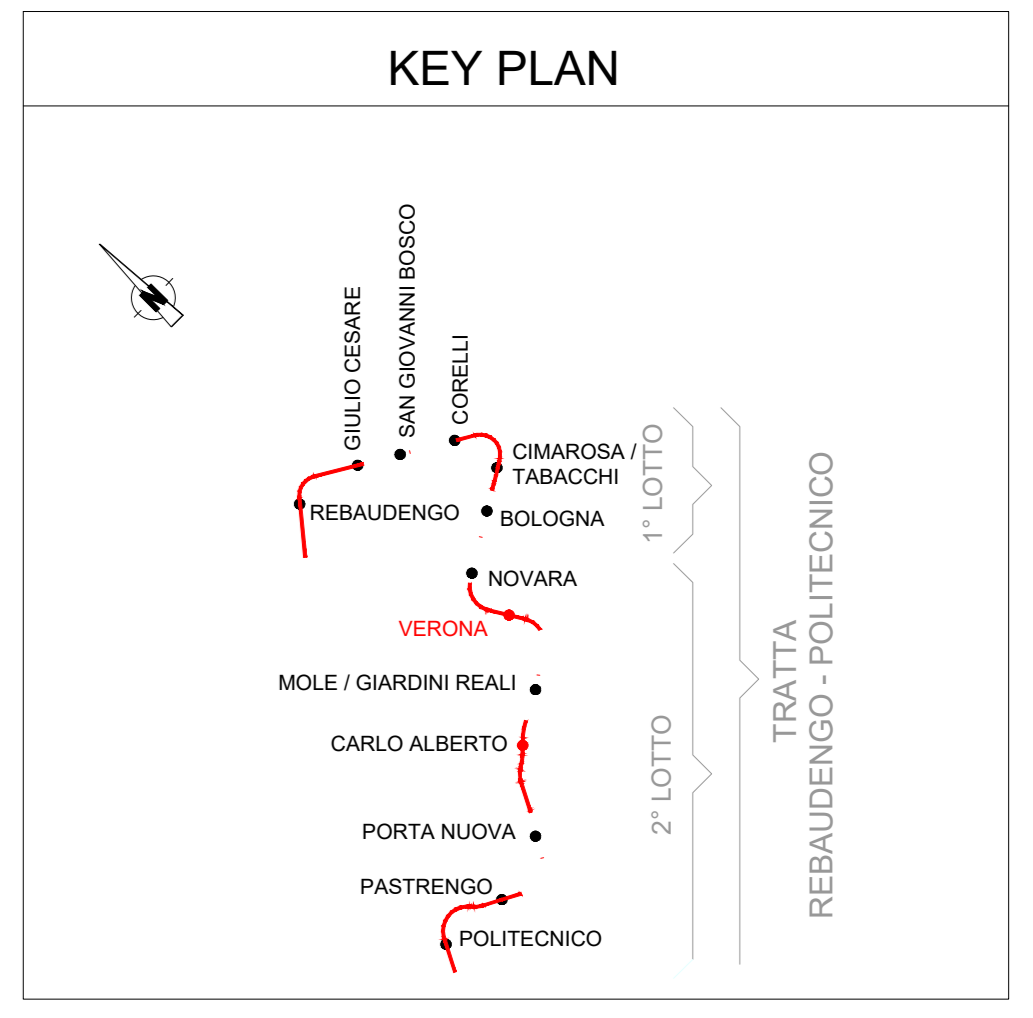 KEY PLAN
N
GIULIO CESARE
SAN GIOVANNI BOSCO
CORELLI
CIMAROSA /
TABACCHI
REBAUDENGO
BOLOGNA
NOVARA
VERONA
MOLE / GIARDINI REALI
CARLO ALBERTO
PORTA NUOVA
PASTRENGO
POLITECNICO
1° LOTTO
2° LOTTO
TRATTA
REBAUDENGO - POLITECNICO